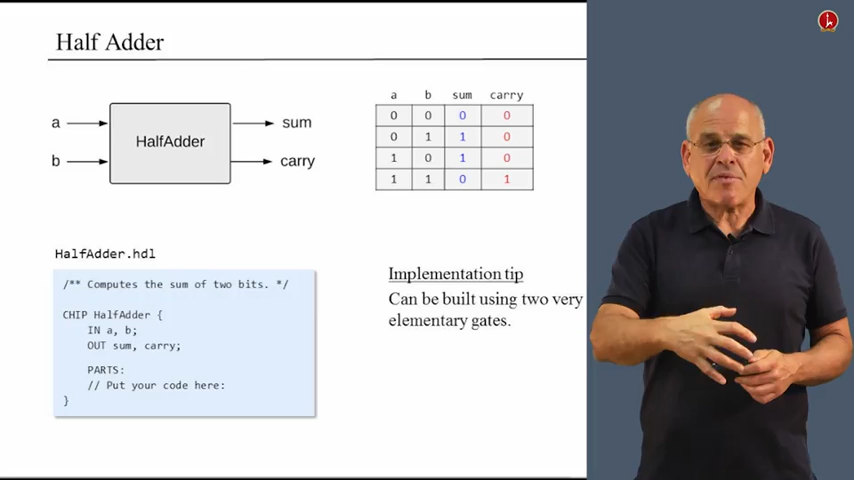 Half Adder
a
b
HalfAdder
sum
carry
a b sum carry
0 0 0 0
0 1 1 0
1 0 1 0
1 1 0 1
HalfAdder.hdl
/** Computes the sum of two bits. */
CHIP HalfAdder {
IN a, b;
OUT sum, carry;
PARTS:
// Put your code here:
}
Implementation tip
Can be built using two very
elementary gates.